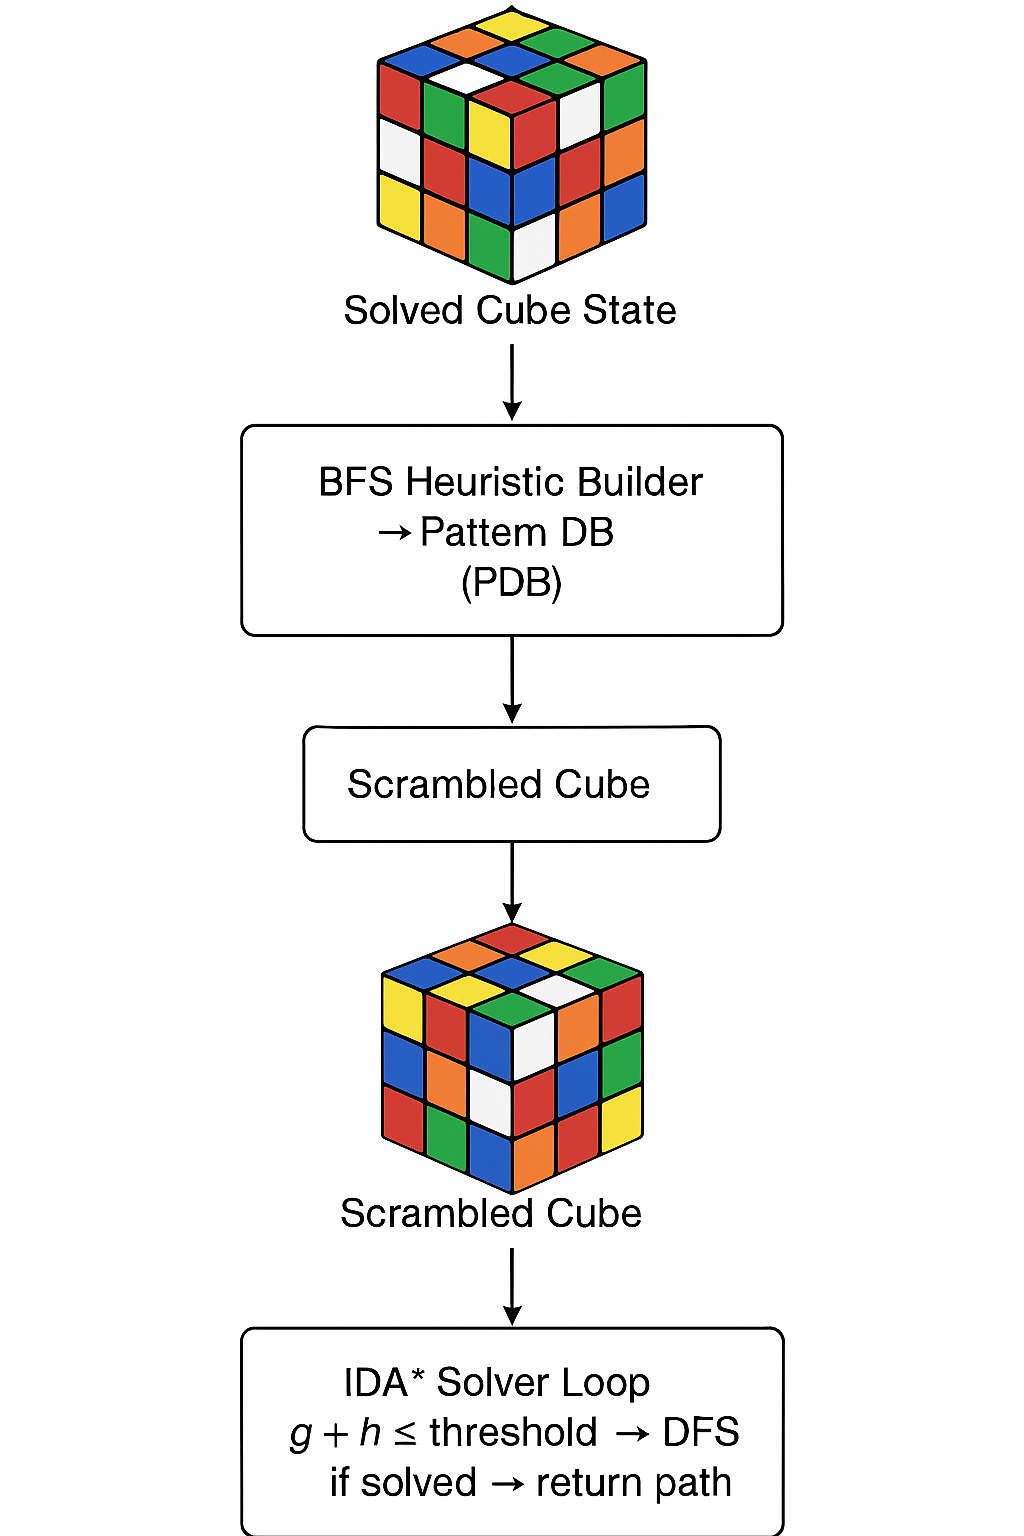 Solved Cube State
BFS Heuristic Builder
→ Pattem DB
(PDB)
Scrambled Cube
Scrambled Cube
IDA* Solver Loop
g + h ≤ threshold → DFS
if solved → return path